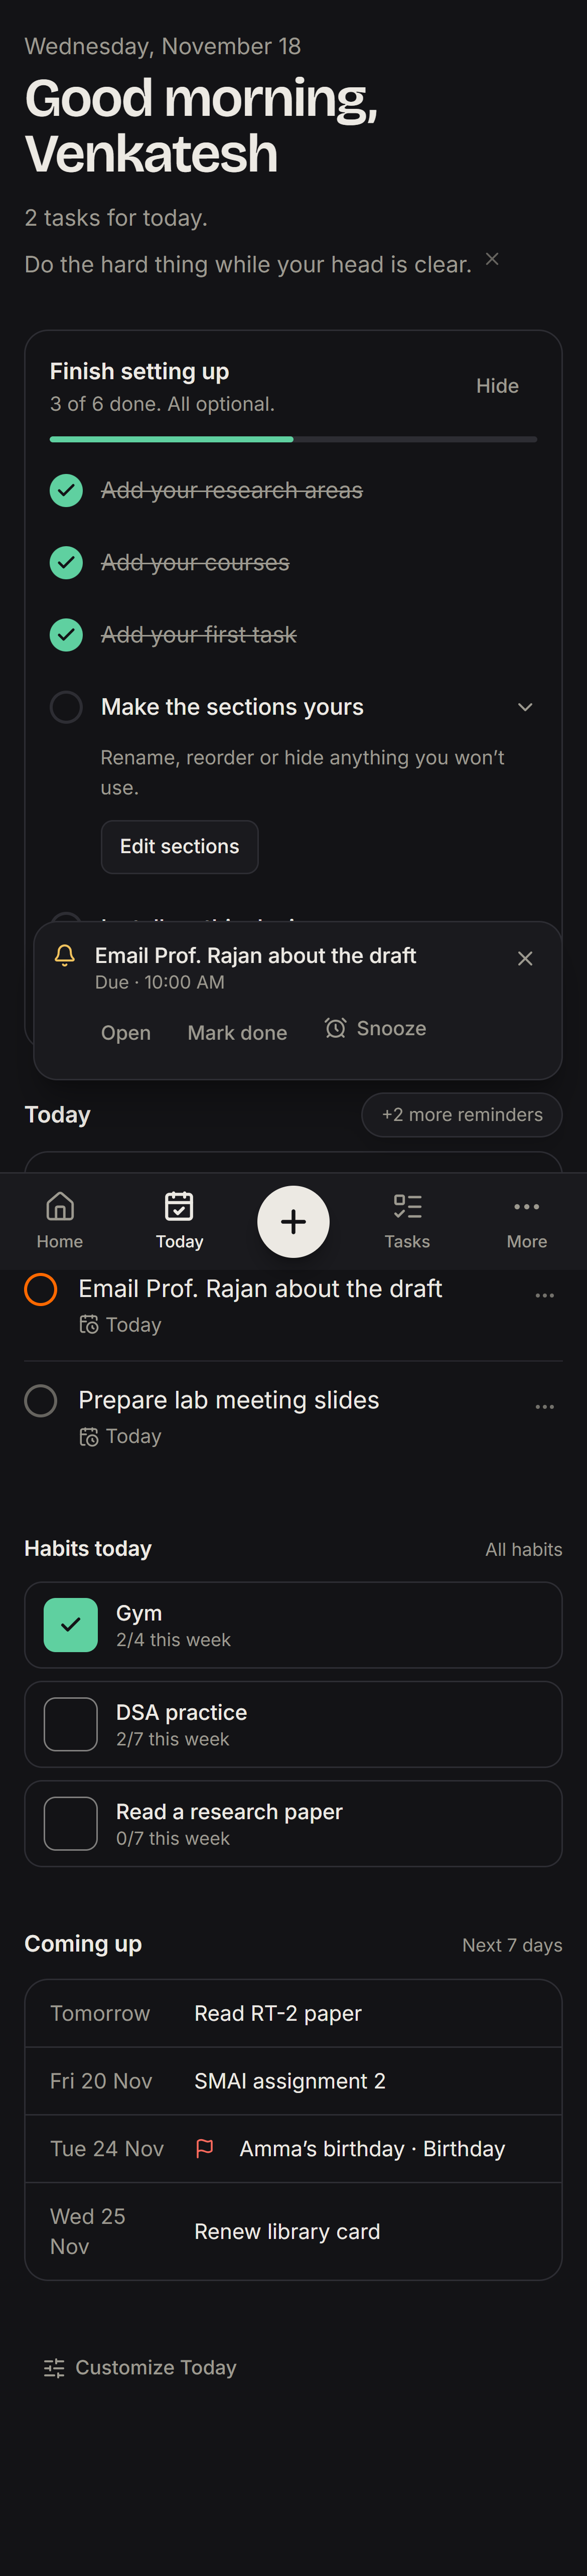 Wednesday, November 18
Good morning,
Venkatesh
2 tasks for today.
Do the hard thing while your head is clear.
Finish setting up
Hide
3 of 6 done. All optional.
Add your research areas
Add your courses
Add your first task
Make the sections yours
Rename, reorder or hide anything you won’t
use.
Edit sections
Email Prof. Rajan about the draft
Due · 10:00 AM
Open
Mark done
Snooze
Today
+2 more reminders
Home
Today
Tasks
More
Email Prof. Rajan about the draft
Today
Prepare lab meeting slides
Today
Habits today
All habits
Gym
2/4 this week
DSA practice
2/7 this week
Read a research paper
0/7 this week
Coming up
Next 7 days
Tomorrow
Read RT-2 paper
Fri 20 Nov
SMAI assignment 2
Tue 24 Nov
Amma’s birthday · Birthday
Wed 25
Nov
Renew library card
Customize Today